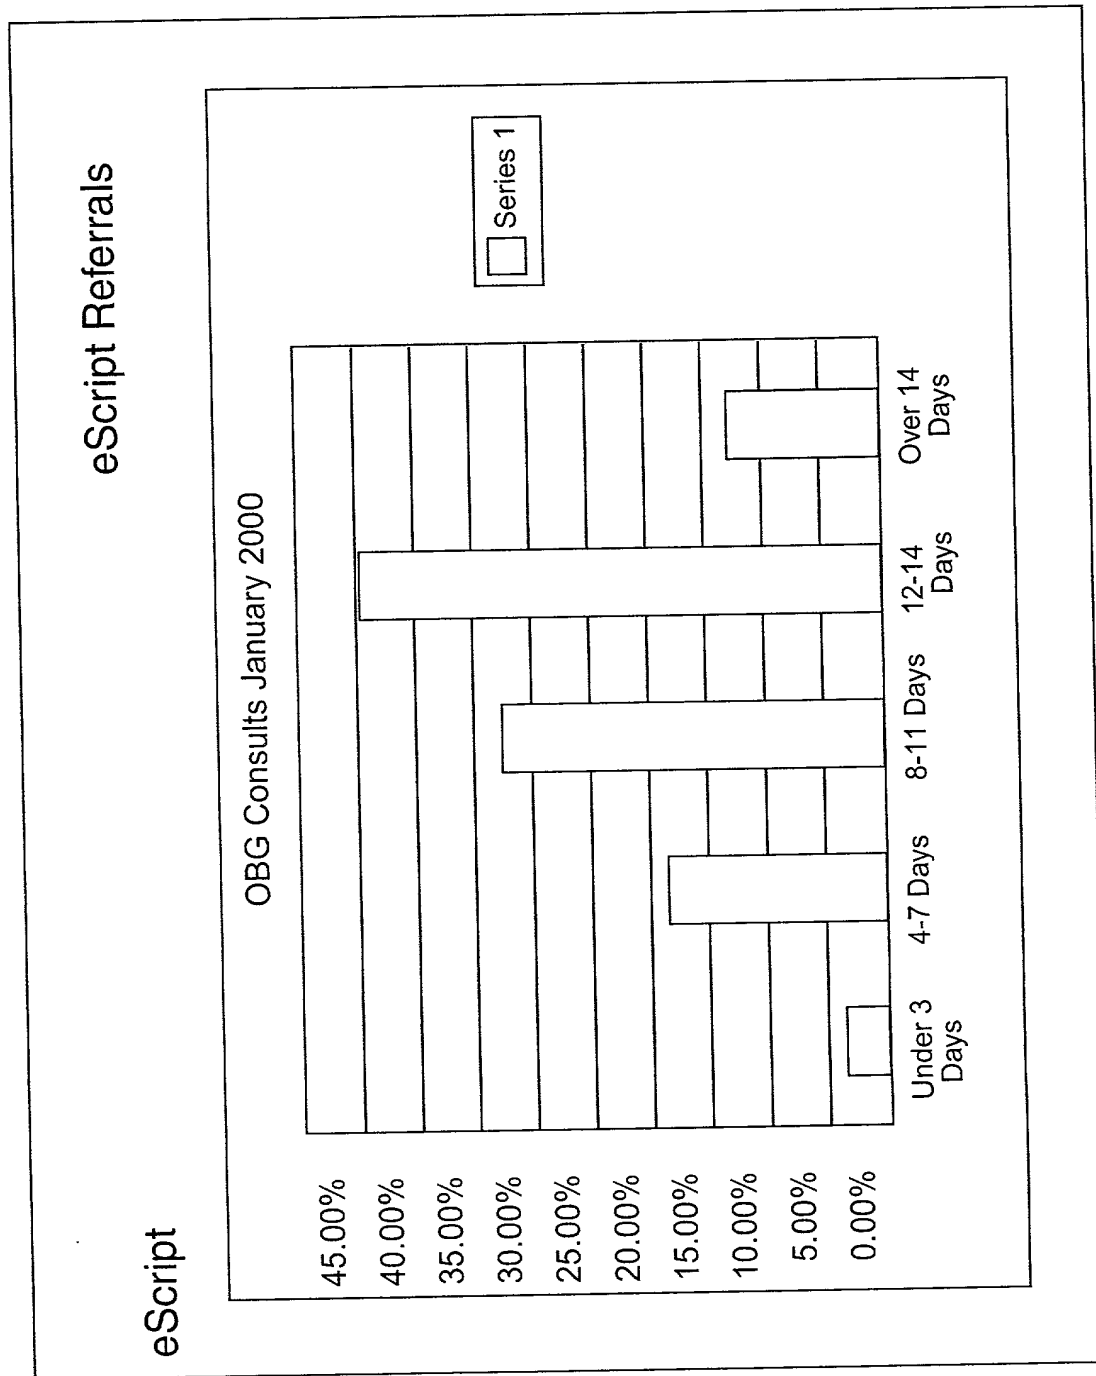 eScript
eScript Referrals
OBG Consults January 2000
45.00%
40.00%
35.00%
30.00%
25.00%
20.00%
15.00%
10.00%
5.00%
0.00%
Under 3
Days
4-7 Days
8-11 Days
12-14
Days
Over 14
Days
Series 1